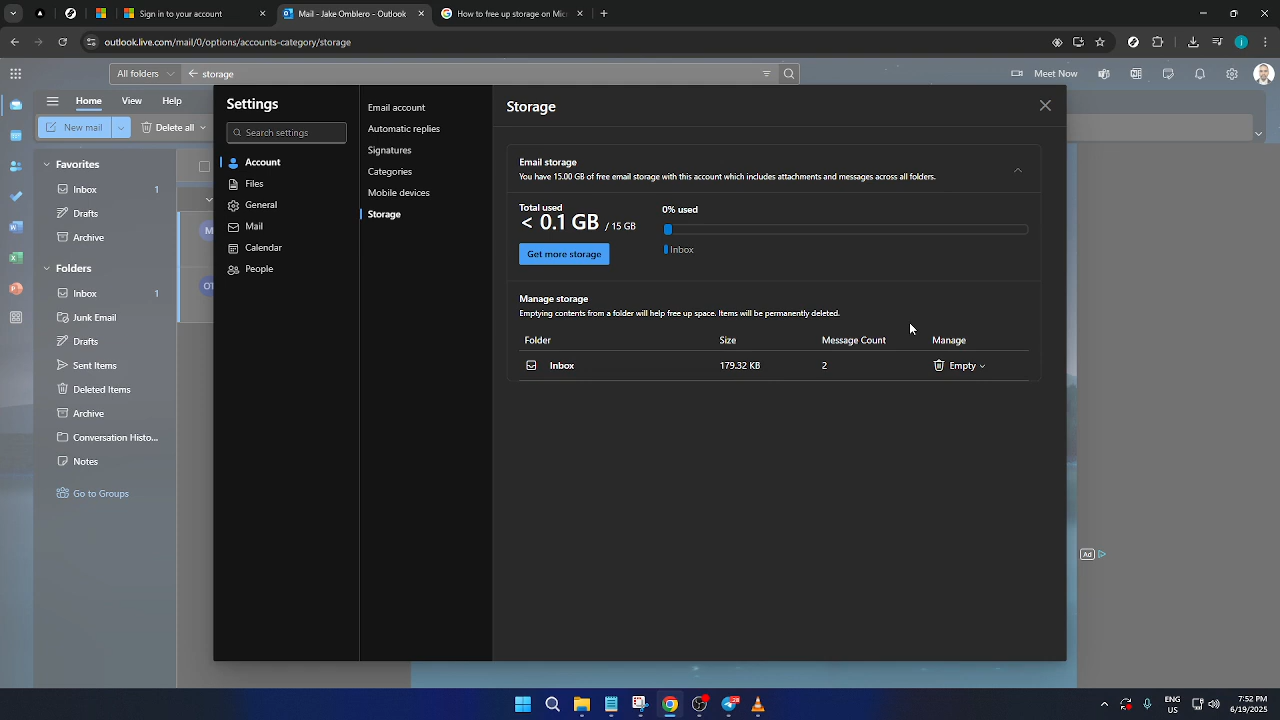 Sign in to your account
Mail - Jake Omblero - Outlook
How to free up storage on Mic
outlook.live.com/mail/0/options/accounts-category/storage
j
All folders
storage
Meet Now
Home
View
Help
New mail
Delete all
Favorites
Inbox 1
Drafts
Archive
Folders
Inbox 1
Junk Email
Drafts
Sent Items
Deleted Items
Archive
Conversation Histo...
Notes
Go to Groups
M
OT
Settings
Search settings
Account
Files
General
Mail
Calendar
People
Email account
Automatic replies
Signatures
Categories
Mobile devices
Storage
Storage
Email storage
You have 15.00 GB of free email storage with this account which includes attachments and messages across all folders.
Total used
< 0.1 GB / 15 GB
0% used
Inbox
Get more storage
Manage storage
Emptying contents from a folder will help free up space. Items will be permanently deleted.
Folder Size Message Count Manage
Inbox 179.32 KB 2 Empty
Ad
ENG
US
7:52 PM
6/19/2025